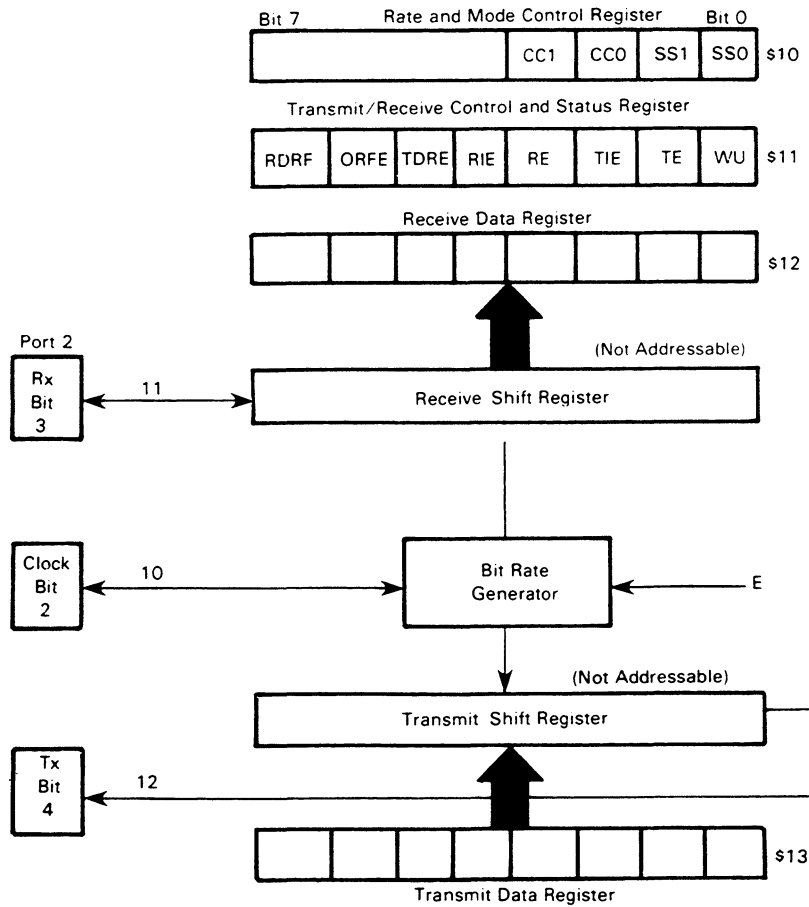 Bit 7
Rate and Mode Control Register
Bit 0
CC1 CC0 SS1 SS0 $10
Transmit/Receive Control and Status Register
RDRF ORFE TDRE RIE RE TIE TE WU $11
Receive Data Register
$12
Port 2
(Not Addressable)
Rx
Bit
3
11
Receive Shift Register
Clock
Bit
2
10
Bit Rate
Generator
E
(Not Addressable)
Transmit Shift Register
Tx
Bit
4
12
$13
Transmit Data Register